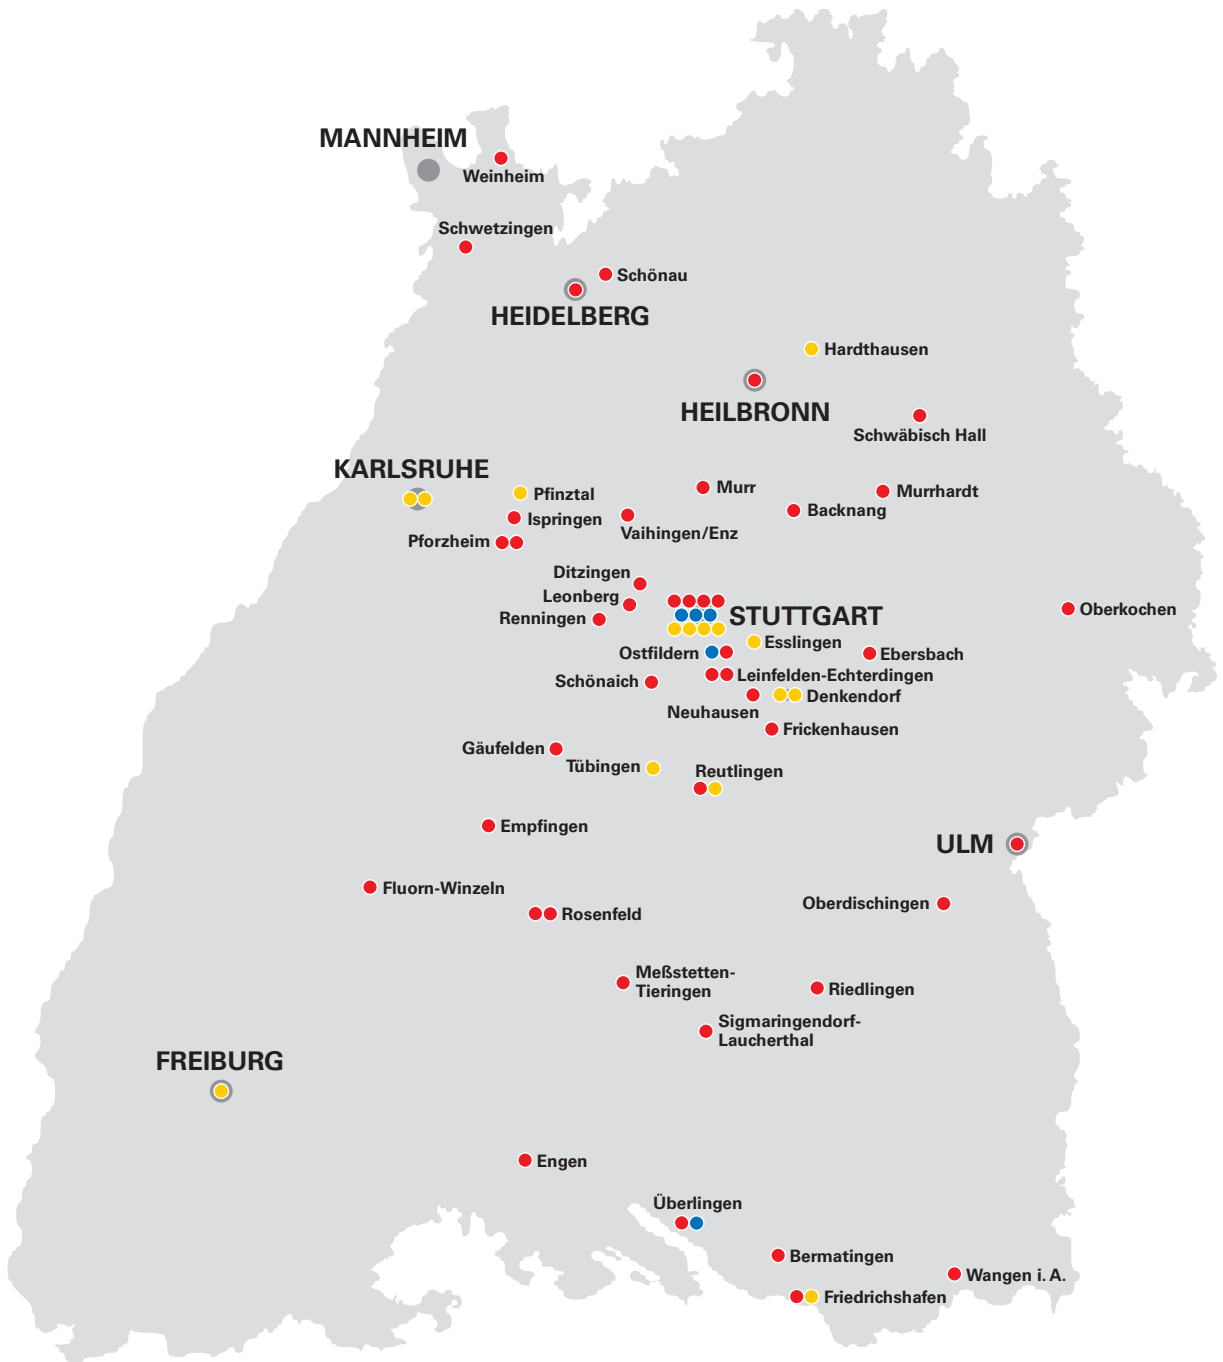 MANNHEIM
Weinheim
Schwetzingen
Schönau
HEIDELBERG
Hardthausen
HEILBRONN
Schwäbisch Hall
KARLSRUHE
Pfinztal
Murr
Murrhardt
Ispringen
Backnang
Vaihingen/Enz
Pforzheim
Ditzingen
Leonberg
Renningen
STUTTGART
Oberkochen
Esslingen
Ostfildern
Ebersbach
Leinfelden-Echterdingen
Schönaich
Denkendorf
Neuhausen
Frickenhausen
Gäufelden
Tübingen
Reutlingen
Empfingen
ULM
Fluorn-Winzeln
Oberdischingen
Rosenfeld
Meßstetten-
Tieringen
Riedlingen
Sigmaringendorf-
Laucherthal
FREIBURG
Engen
Überlingen
Bermatingen
Wangen i. A.
Friedrichshafen